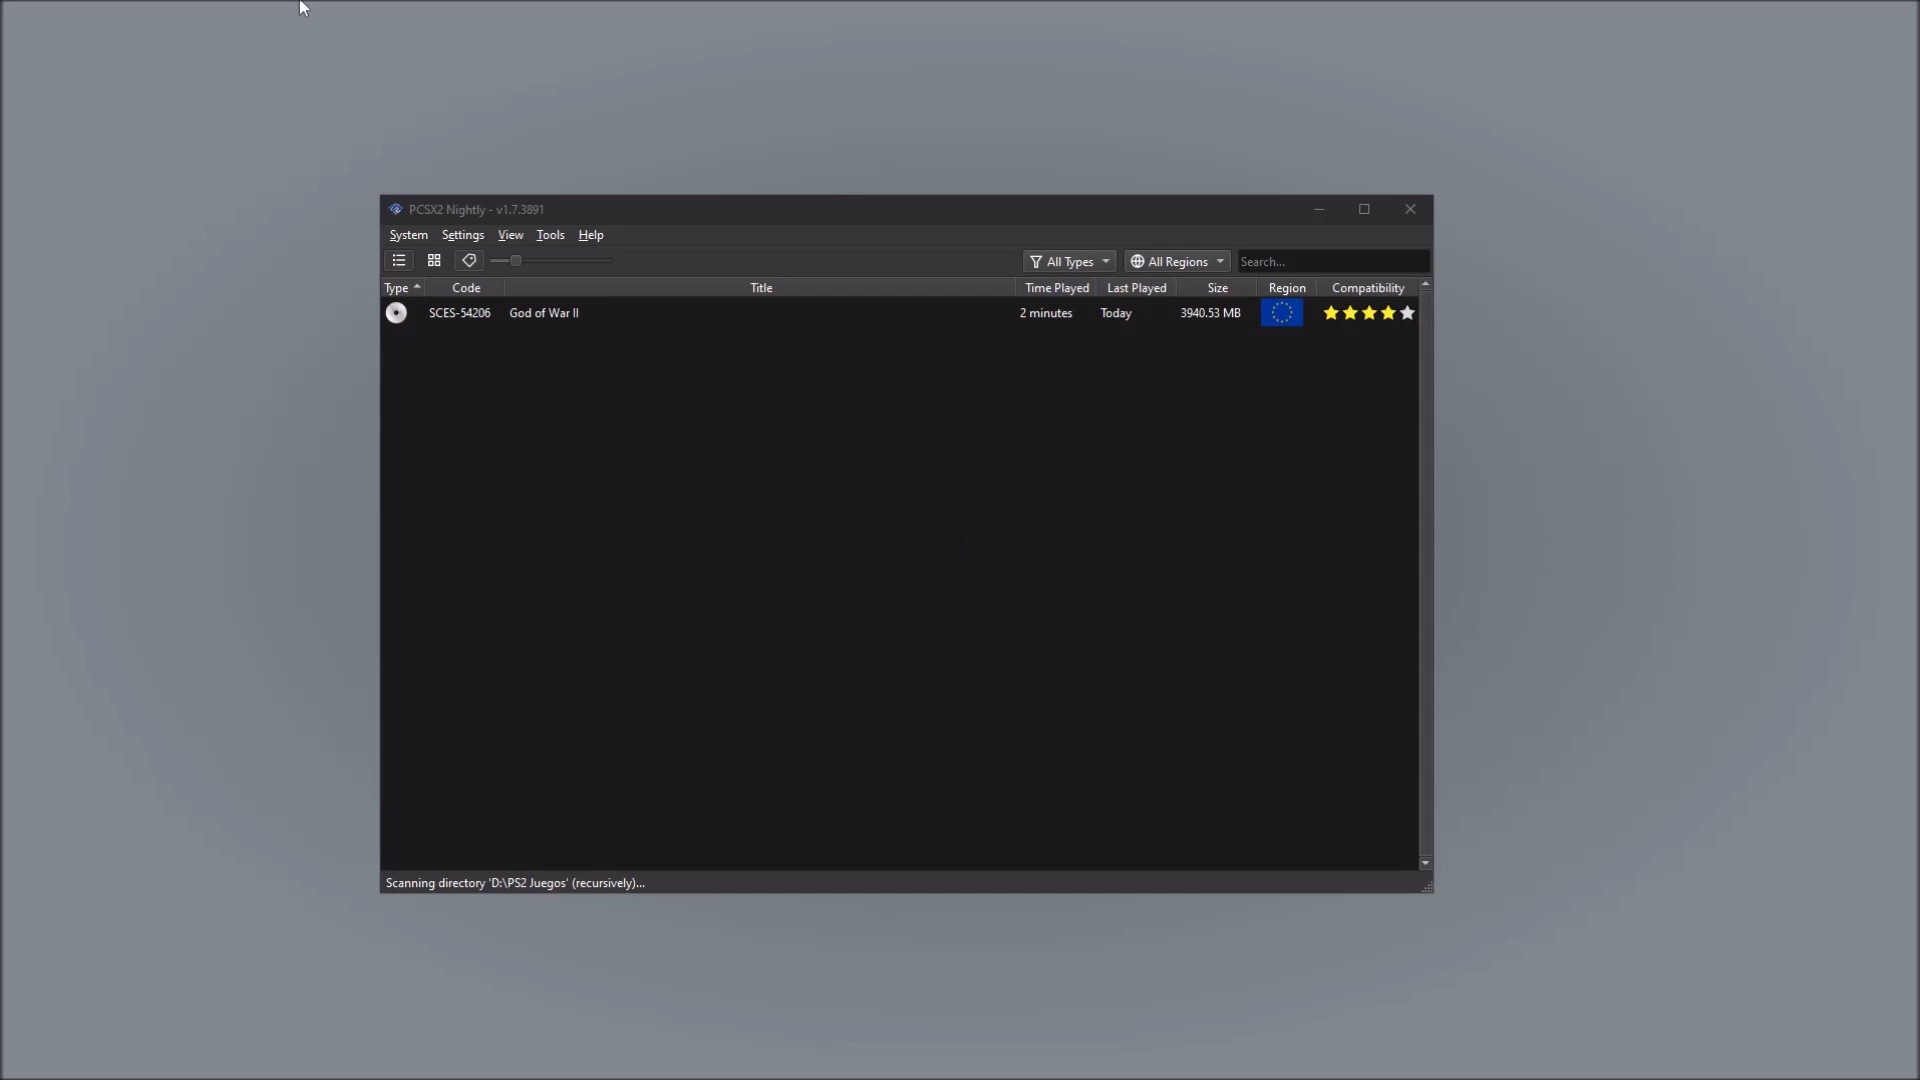 PCSX2 Nightly - v1.7.3891
System Settings View Tools Help
All Types All Regions Search...
Type Code Title Time Played Last Played Size Region Compatibility
SCES-54206 God of War II 2 minutes Today 3940.53 MB
Scanning directory 'D:\PS2 Juegos' (recursively)...